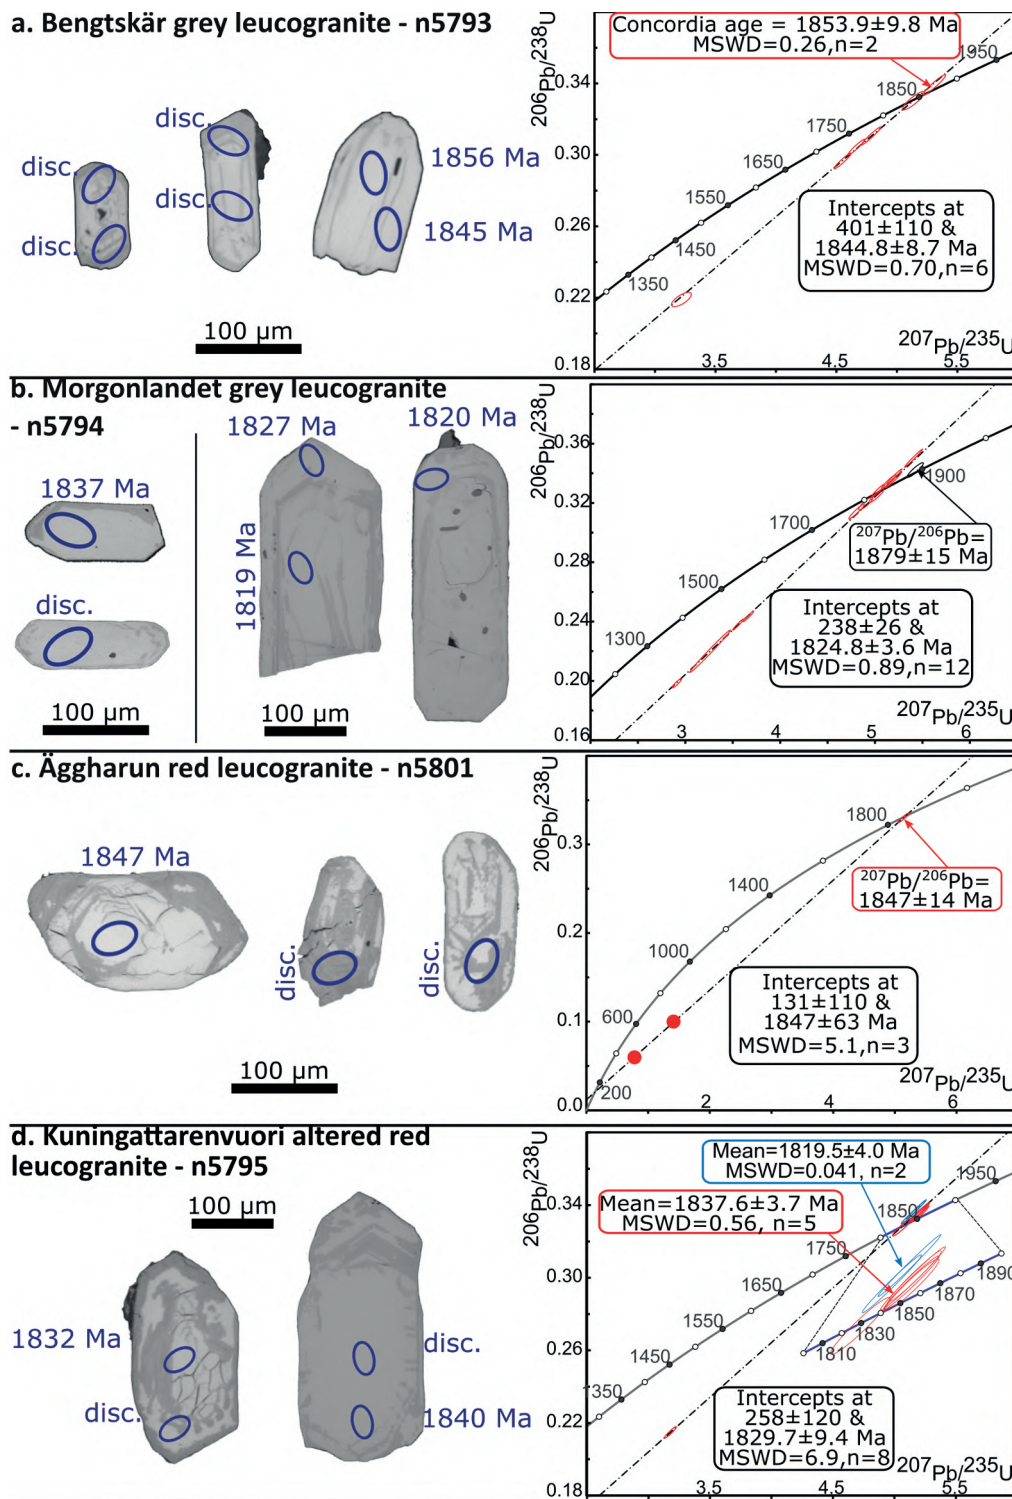 a. Bengtskär grey leucogranite - n5793
disc.
disc.
disc.
disc.
1856 Ma
1845 Ma
100 µm
206Pb/238U
0.34
0.30
0.26
0.22
0.18
Concordia age = 1853.9±9.8 Ma
MSWD=0.26,n=2
1950
1850
1750
1650
1550
1450
1350
Intercepts at
401±110 &
1844.8±8.7 Ma
MSWD=0.70,n=6
207Pb/235U
3.5
4.5
5.5
b. Morgonlandet grey leucogranite
- n5794
1837 Ma
disc.
100 µm
1827 Ma
1820 Ma
1819 Ma
100 µm
206Pb/238U
0.36
0.32
0.28
0.24
0.20
0.16
1900
1700
1500
1300
207Pb/206Pb=
1879±15 Ma
Intercepts at
238±26 &
1824.8±3.6 Ma
MSWD=0.89,n=12
207Pb/235U
3
4
5
6
c. Äggharun red leucogranite - n5801
1847 Ma
disc.
disc.
100 µm
206Pb/238U
0.3
0.2
0.1
0.0
1800
1400
1000
600
200
207Pb/206Pb=
1847±14 Ma
Intercepts at
131±110 &
1847±63 Ma
MSWD=5.1,n=3
207Pb/235U
2
4
6
d. Kuningattarenvuori altered red
leucogranite - n5795
100 µm
1832 Ma
disc.
disc.
1840 Ma
206Pb/238U
0.34
0.30
0.26
0.22
0.18
Mean=1819.5±4.0 Ma
MSWD=0.041, n=2
Mean=1837.6±3.7 Ma
MSWD=0.56, n=5
1950
1850
1750
1650
1550
1450
1350
1890
1870
1850
1830
1810
Intercepts at
258±120 &
1829.7±9.4 Ma
MSWD=6.9,n=8
207Pb/235U
3.5
4.5
5.5